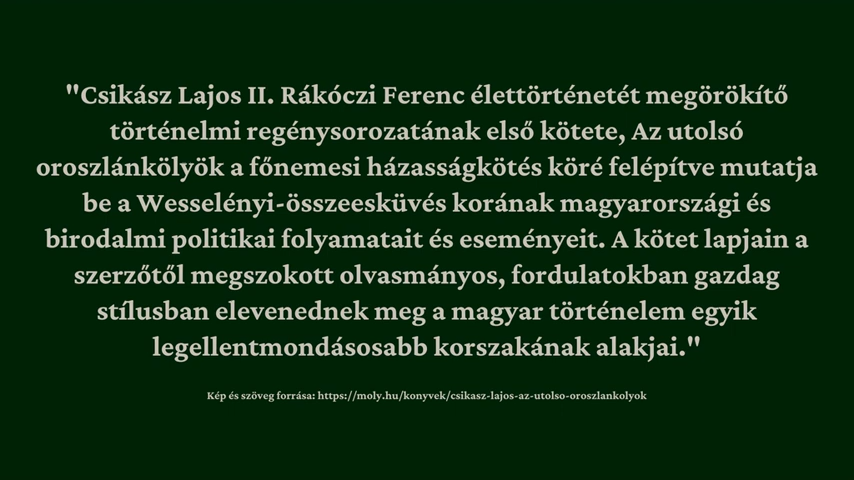 "Csikász Lajos II. Rákóczi Ferenc élettörténetét megörökítő
történelmi regénysorozatának első kötete, Az utolsó
oroszlánkölyök a főnemesi házasságkötés köré felépítve mutatja
be a Wesselényi-összeesküvés korának magyarországi és
birodalmi politikai folyamatait és eseményeit. A kötet lapjain a
szerzőtől megszokott olvasmányos, fordulatokban gazdag
stílusban elevenednek meg a magyar történelem egyik
legellentmondásosabb korszakának alakjai."
Kép és szöveg forrása: https://moly.hu/konyvek/csikasz-lajos-az-utolso-oroszlankolyok